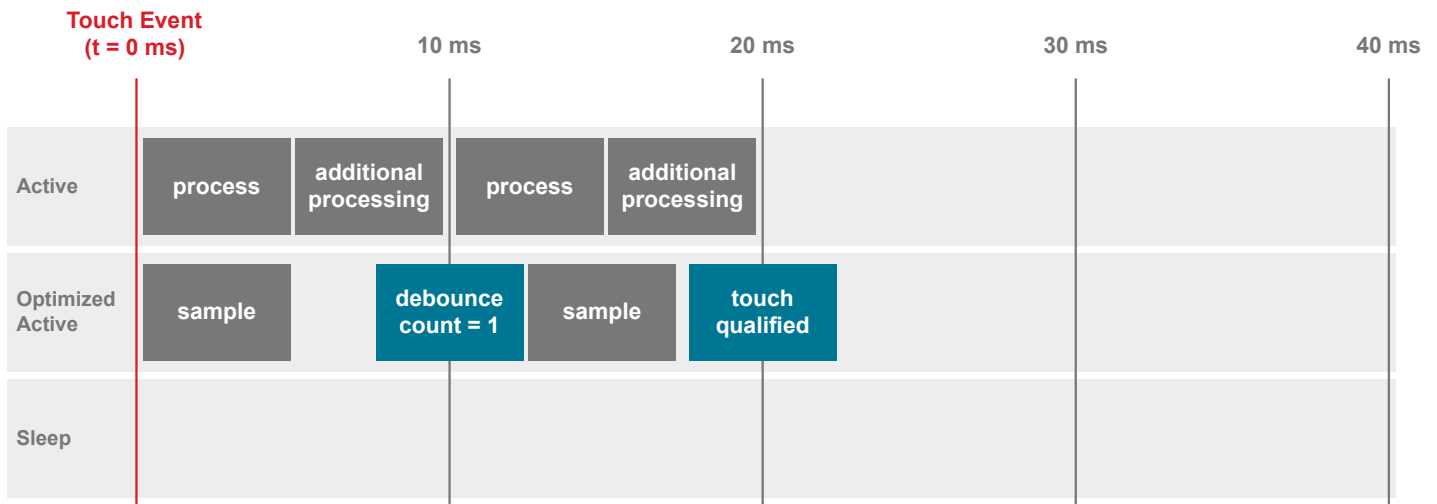 Touch Event
(t = 0 ms)
10 ms
20 ms
30 ms
40 ms
Active
process
additional
processing
process
additional
processing
Optimized
Active
sample
debounce
count = 1
sample
touch
qualified
Sleep